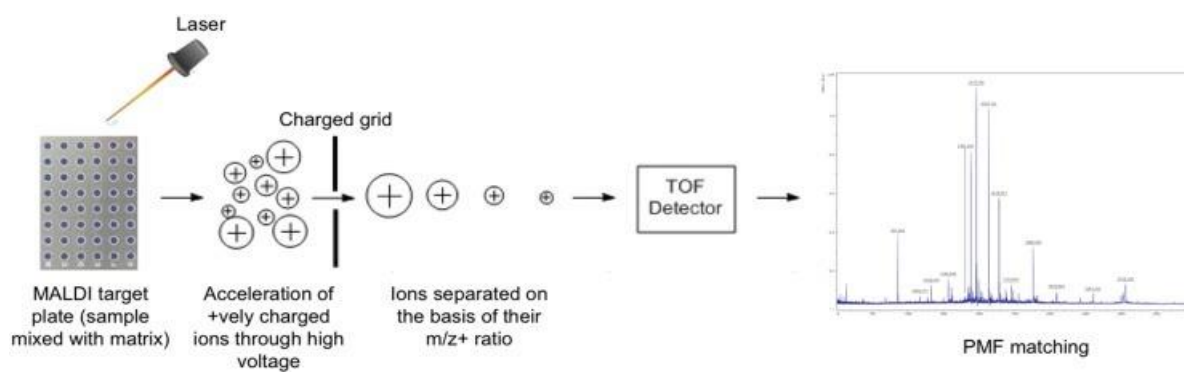 Laser
Charged grid
TOF
Detector
MALDI target
plate (sample
mixed with matrix)
Acceleration of
+vely charged
ions through high
voltage
Ions separated on
the basis of their
m/z+ ratio
PMF matching